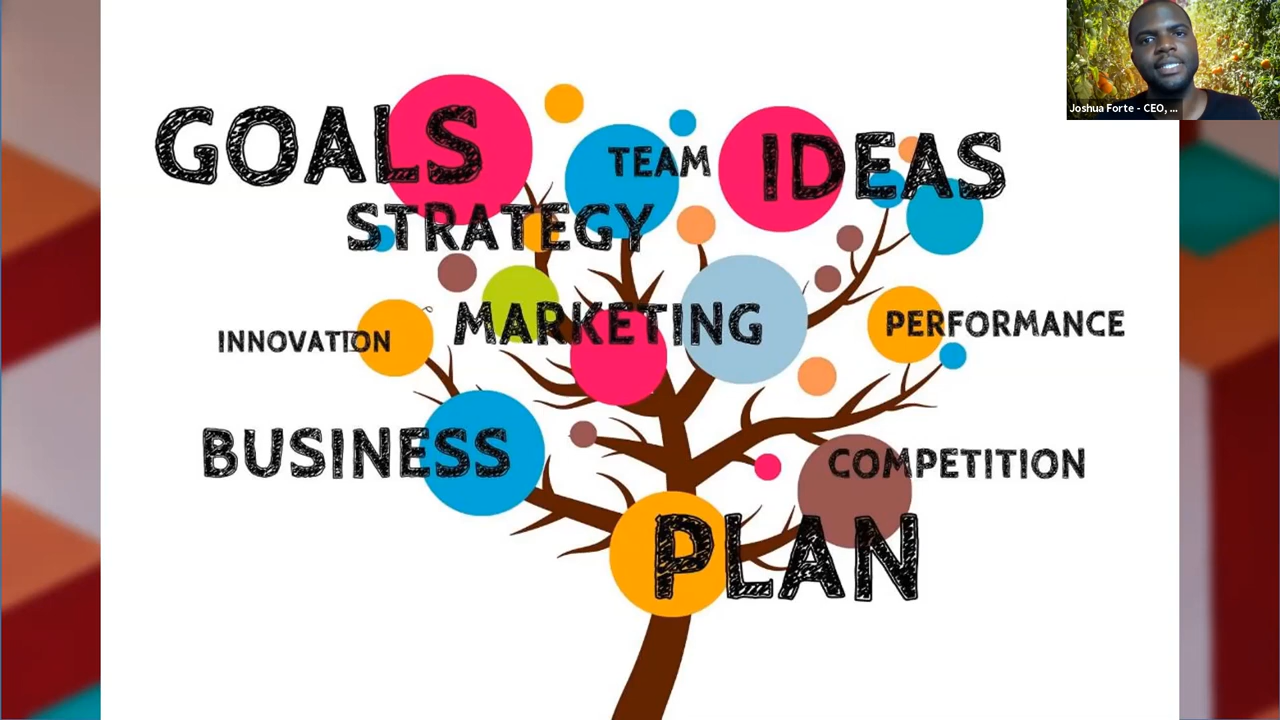 Joshua Forte - CEO, ...
GOALS
TEAM
IDEAS
STRATEGY
MARKETING
PERFORMANCE
INNOVATION
BUSINESS
COMPETITION
PLAN